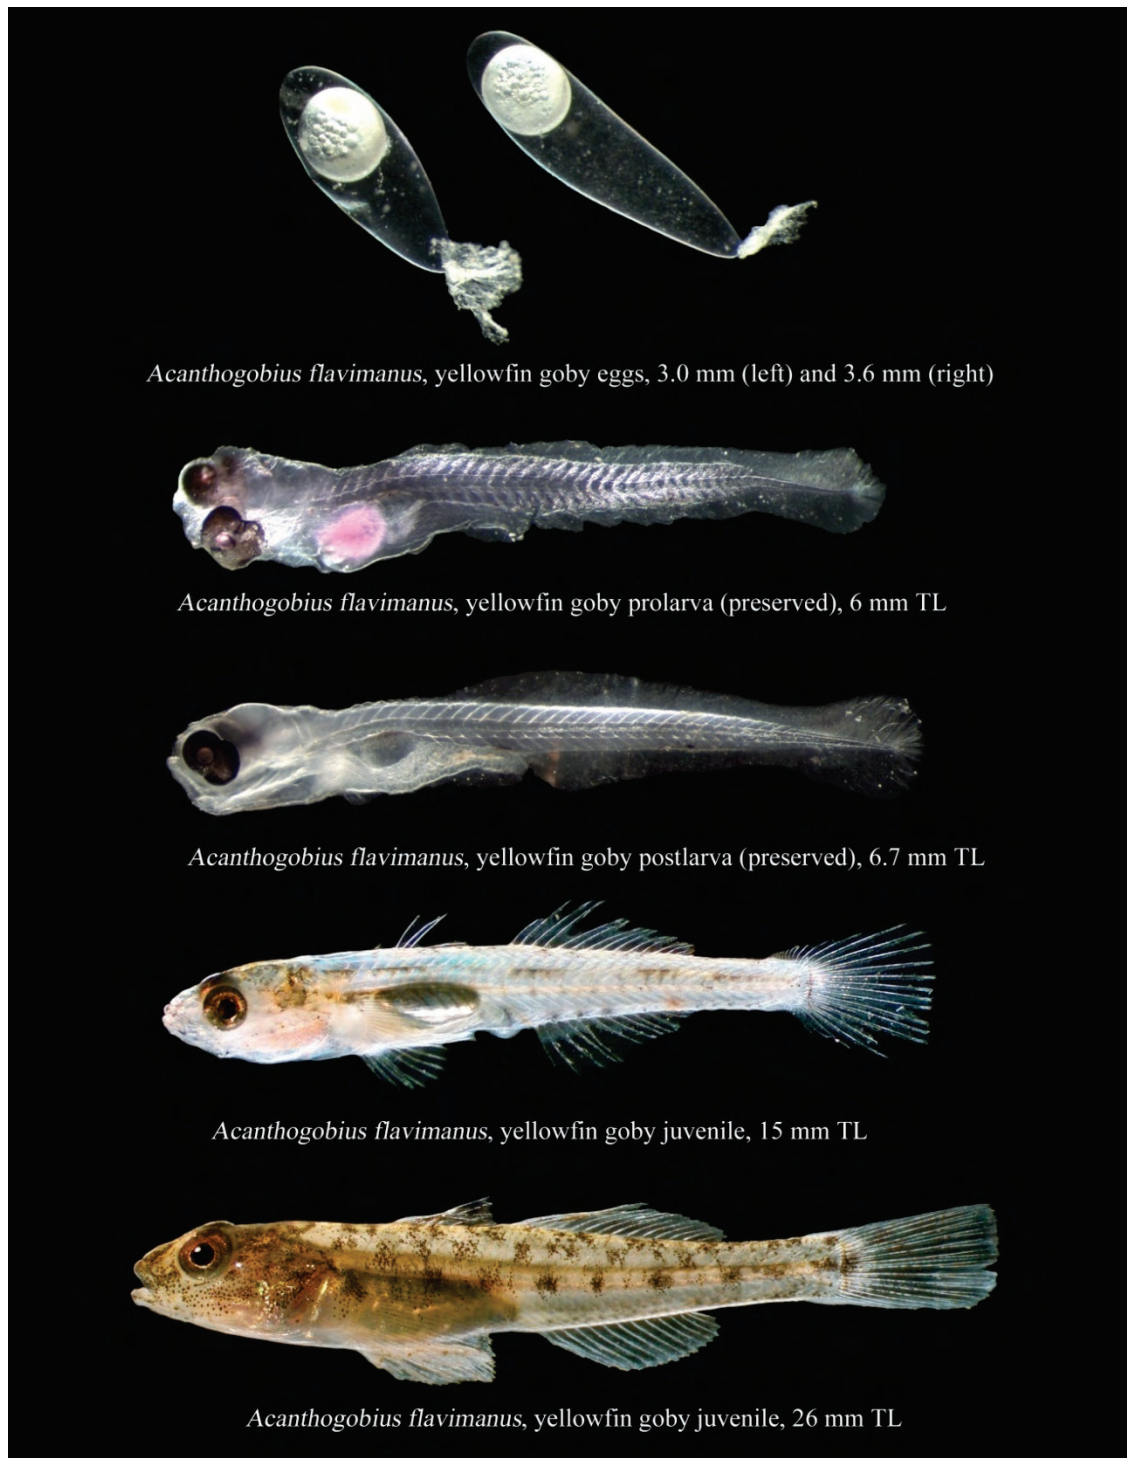 Acanthogobius flavimanus, yellowfin goby eggs, 3.0 mm (left) and 3.6 mm (right)
Acanthogobius flavimanus, yellowfin goby prolarva (preserved), 6 mm TL
Acanthogobius flavimanus, yellowfin goby postlarva (preserved), 6.7 mm TL
Acanthogobius flavimanus, yellowfin goby juvenile, 15 mm TL
Acanthogobius flavimanus, yellowfin goby juvenile, 26 mm TL